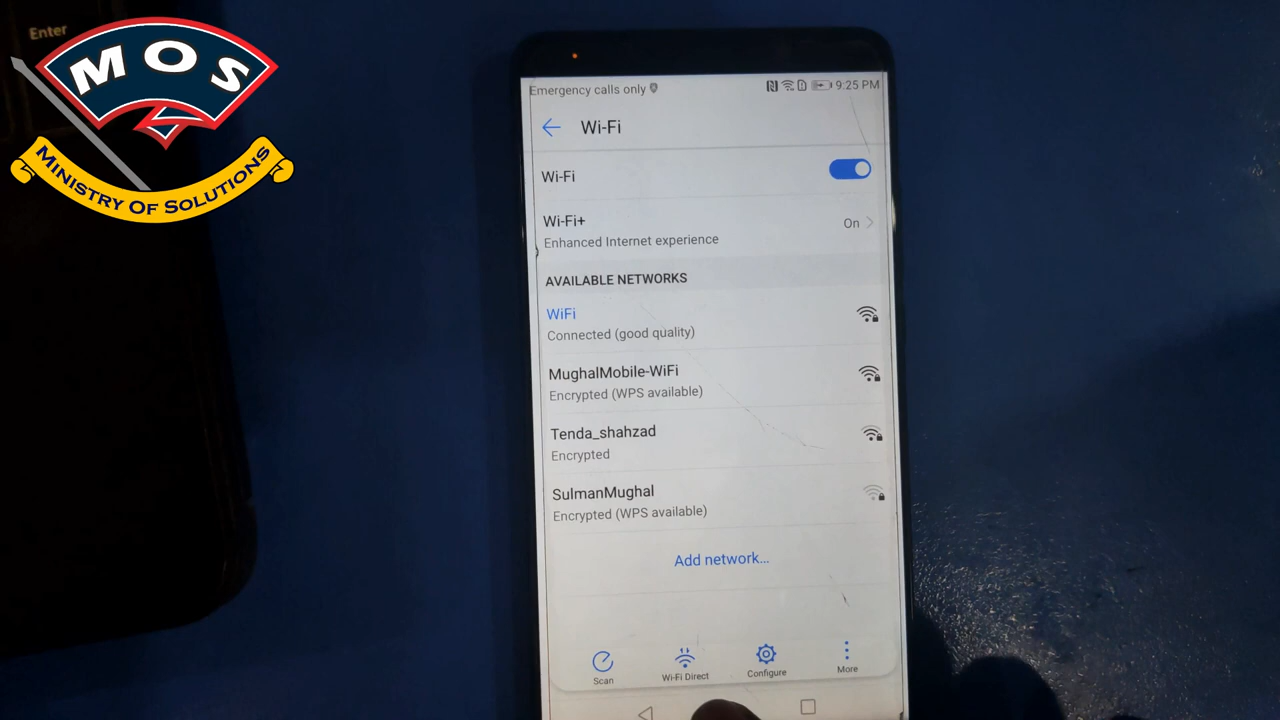 Enter
MOS
MINISTRY OF SOLUTIONS
Emergency calls only
9:25 PM
Wi-Fi
Wi-Fi
Wi-Fi+
On
Enhanced Internet experience
AVAILABLE NETWORKS
WiFi
Connected (good quality)
MughalMobile-WiFi
Encrypted (WPS available)
Tenda_shahzad
Encrypted
SulmanMughal
Encrypted (WPS available)
Add network...
Scan
Wi-Fi Direct
Configure
More